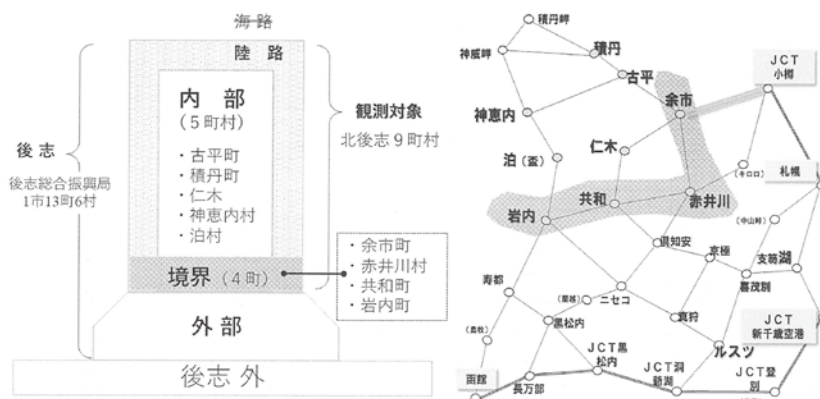 海路
陸 路
内 部
(5町村)
・古平町
・積丹町
・仁木
・神恵内村
・泊村
後 志
後志総合振興局
1市13町6村
観測対象
北後志9町村
境界(4町)
・余市町
・赤井川村
・共和町
・岩内町
外 部
後志 外
積丹岬
神威岬
積丹
古平
JCT
小樽
余市
神恵内
仁木
泊(盃)
(キロロ)
札幌
共和
赤井川
岩内
(中山峠)
倶知安
京極
支笏湖
喜茂別
寿都
(蘭越)
ニセコ
黒松内
真狩
JCT
新千歳空港
(島牧)
ルスツ
JCT黒
松内
JCT洞
爺湖
JCT登
別
函館
長万部